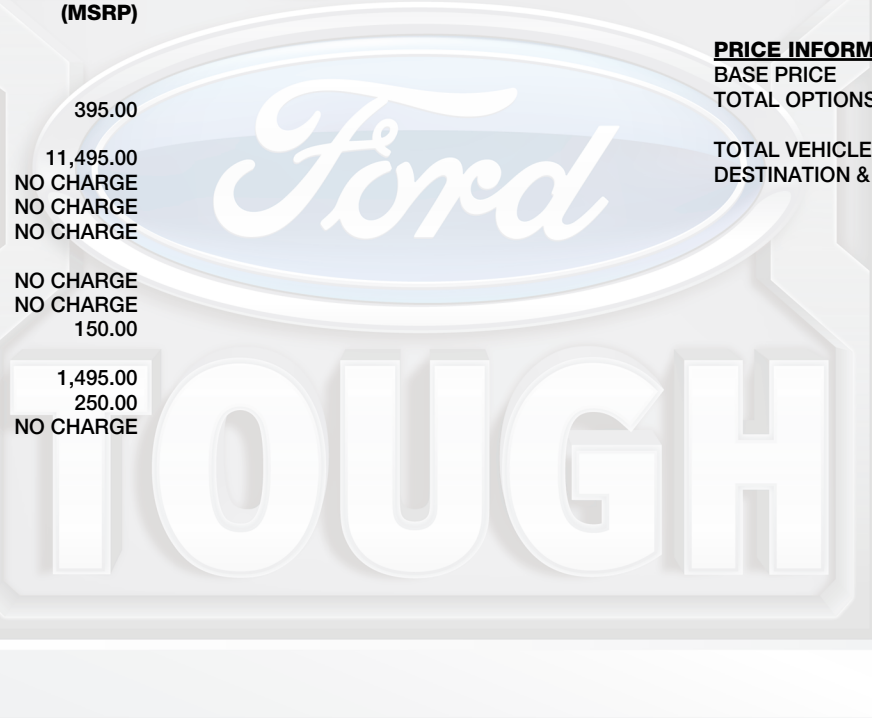 (MSRP)
395.00
11,495.00
NO CHARGE
NO CHARGE
NO CHARGE
NO CHARGE
NO CHARGE
150.00
1,495.00
250.00
NO CHARGE
PRICE INFORM
BASE PRICE
TOTAL OPTIONS
TOTAL VEHICLE
DESTINATION &
Ford
TOUGH